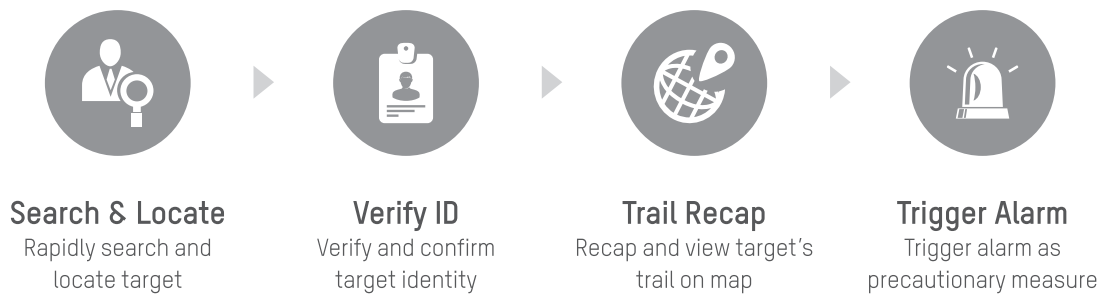 Search & Locate
Rapidly search and
locate target
Verify ID
Verify and confirm
target identity
Trail Recap
Recap and view target's
trail on map
Trigger Alarm
Trigger alarm as
precautionary measure